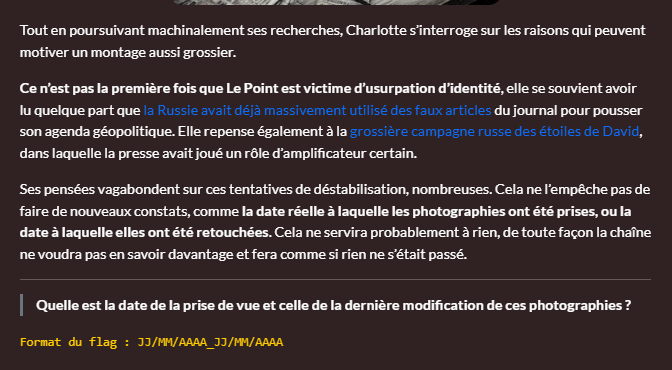 Tout en poursuivant machinalement ses recherches, Charlotte s'interroge sur les raisons qui peuvent
motiver un montage aussi grossier.
Ce n'est pas la première fois que Le Point est victime d'usurpation d'identité, elle se souvient avoir
lu quelque part que la Russie avait déjà massivement utilisé des faux articles du journal pour pousser
son agenda géopolitique. Elle repense également à la grossière campagne russe des étoiles de David,
dans laquelle la presse avait joué un rôle d'amplificateur certain.
Ses pensées vagabondent sur ces tentatives de déstabilisation, nombreuses. Cela ne l'empêche pas de
faire de nouveaux constats, comme la date réelle à laquelle les photographies ont été prises, ou la
date à laquelle elles ont été retouchées. Cela ne servira probablement à rien, de toute façon la chaîne
ne voudra pas en savoir davantage et fera comme si rien ne s'était passé.
Quelle est la date de la prise de vue et celle de la dernière modification de ces photographies ?
Format du flag : JJ/MM/AAAA_JJ/MM/AAAA